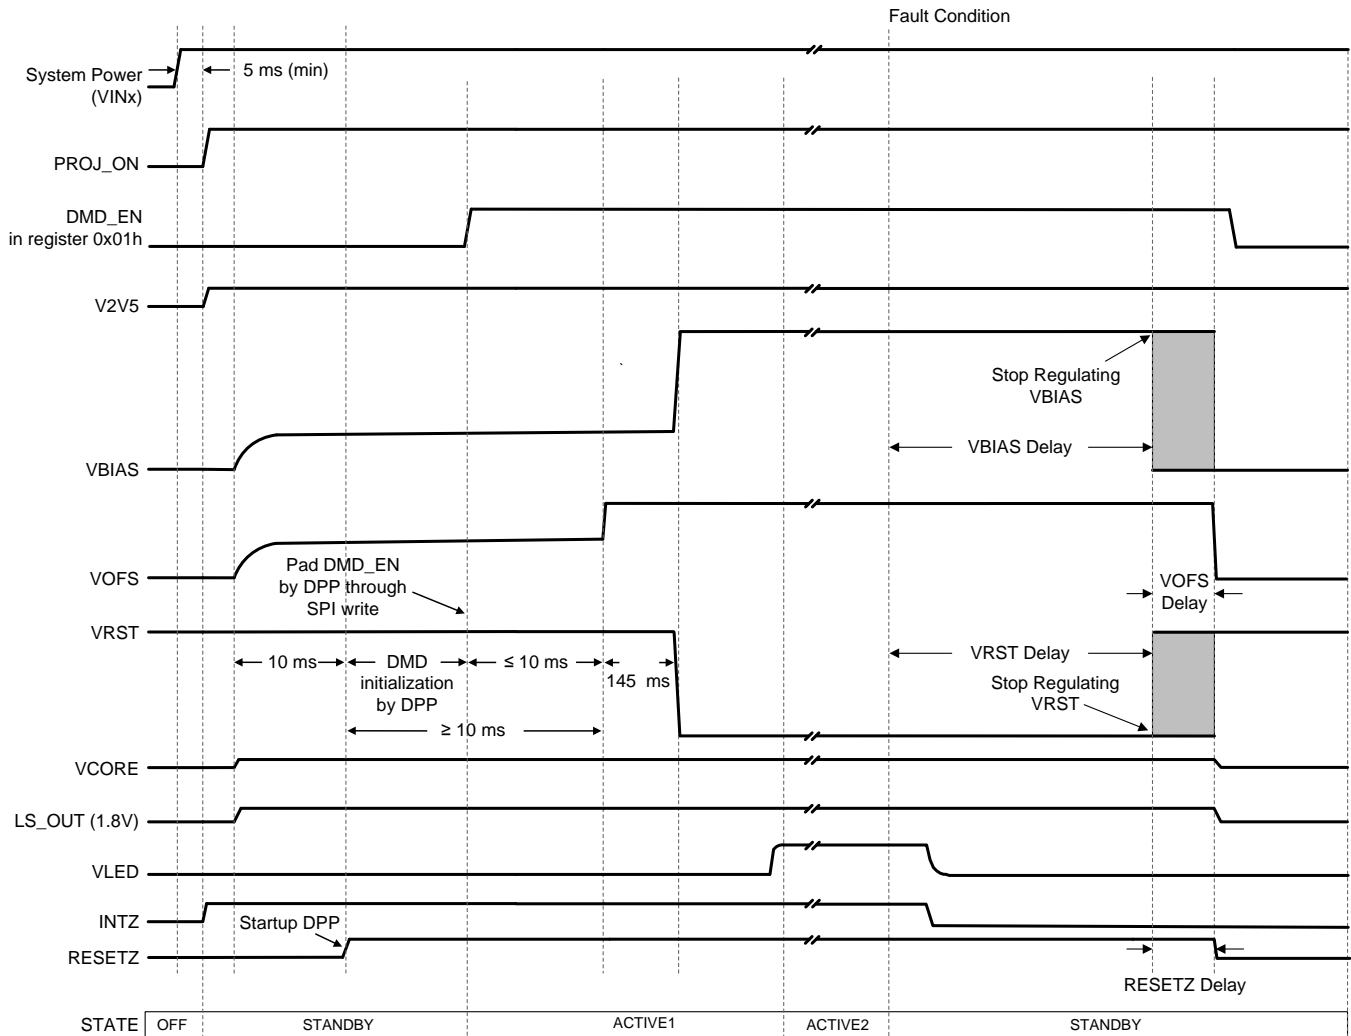 Fault Condition
System Power
(VINx)
5 ms (min)
PROJ_ON
DMD_EN
in register 0x01h
V2V5
Stop Regulating
VBIAS
VBIAS Delay
VBIAS
Pad DMD_EN
by DPP through
SPI write
VOFS
VOFS
Delay
VRST
10 ms
DMD
initialization
by DPP
≤ 10 ms
145 ms
VRST Delay
Stop Regulating
VRST
≥ 10 ms
VCORE
LS_OUT (1.8V)
VLED
INTZ
Startup DPP
RESETZ
RESETZ Delay
STATE
OFF
STANDBY
ACTIVE1
ACTIVE2
STANDBY